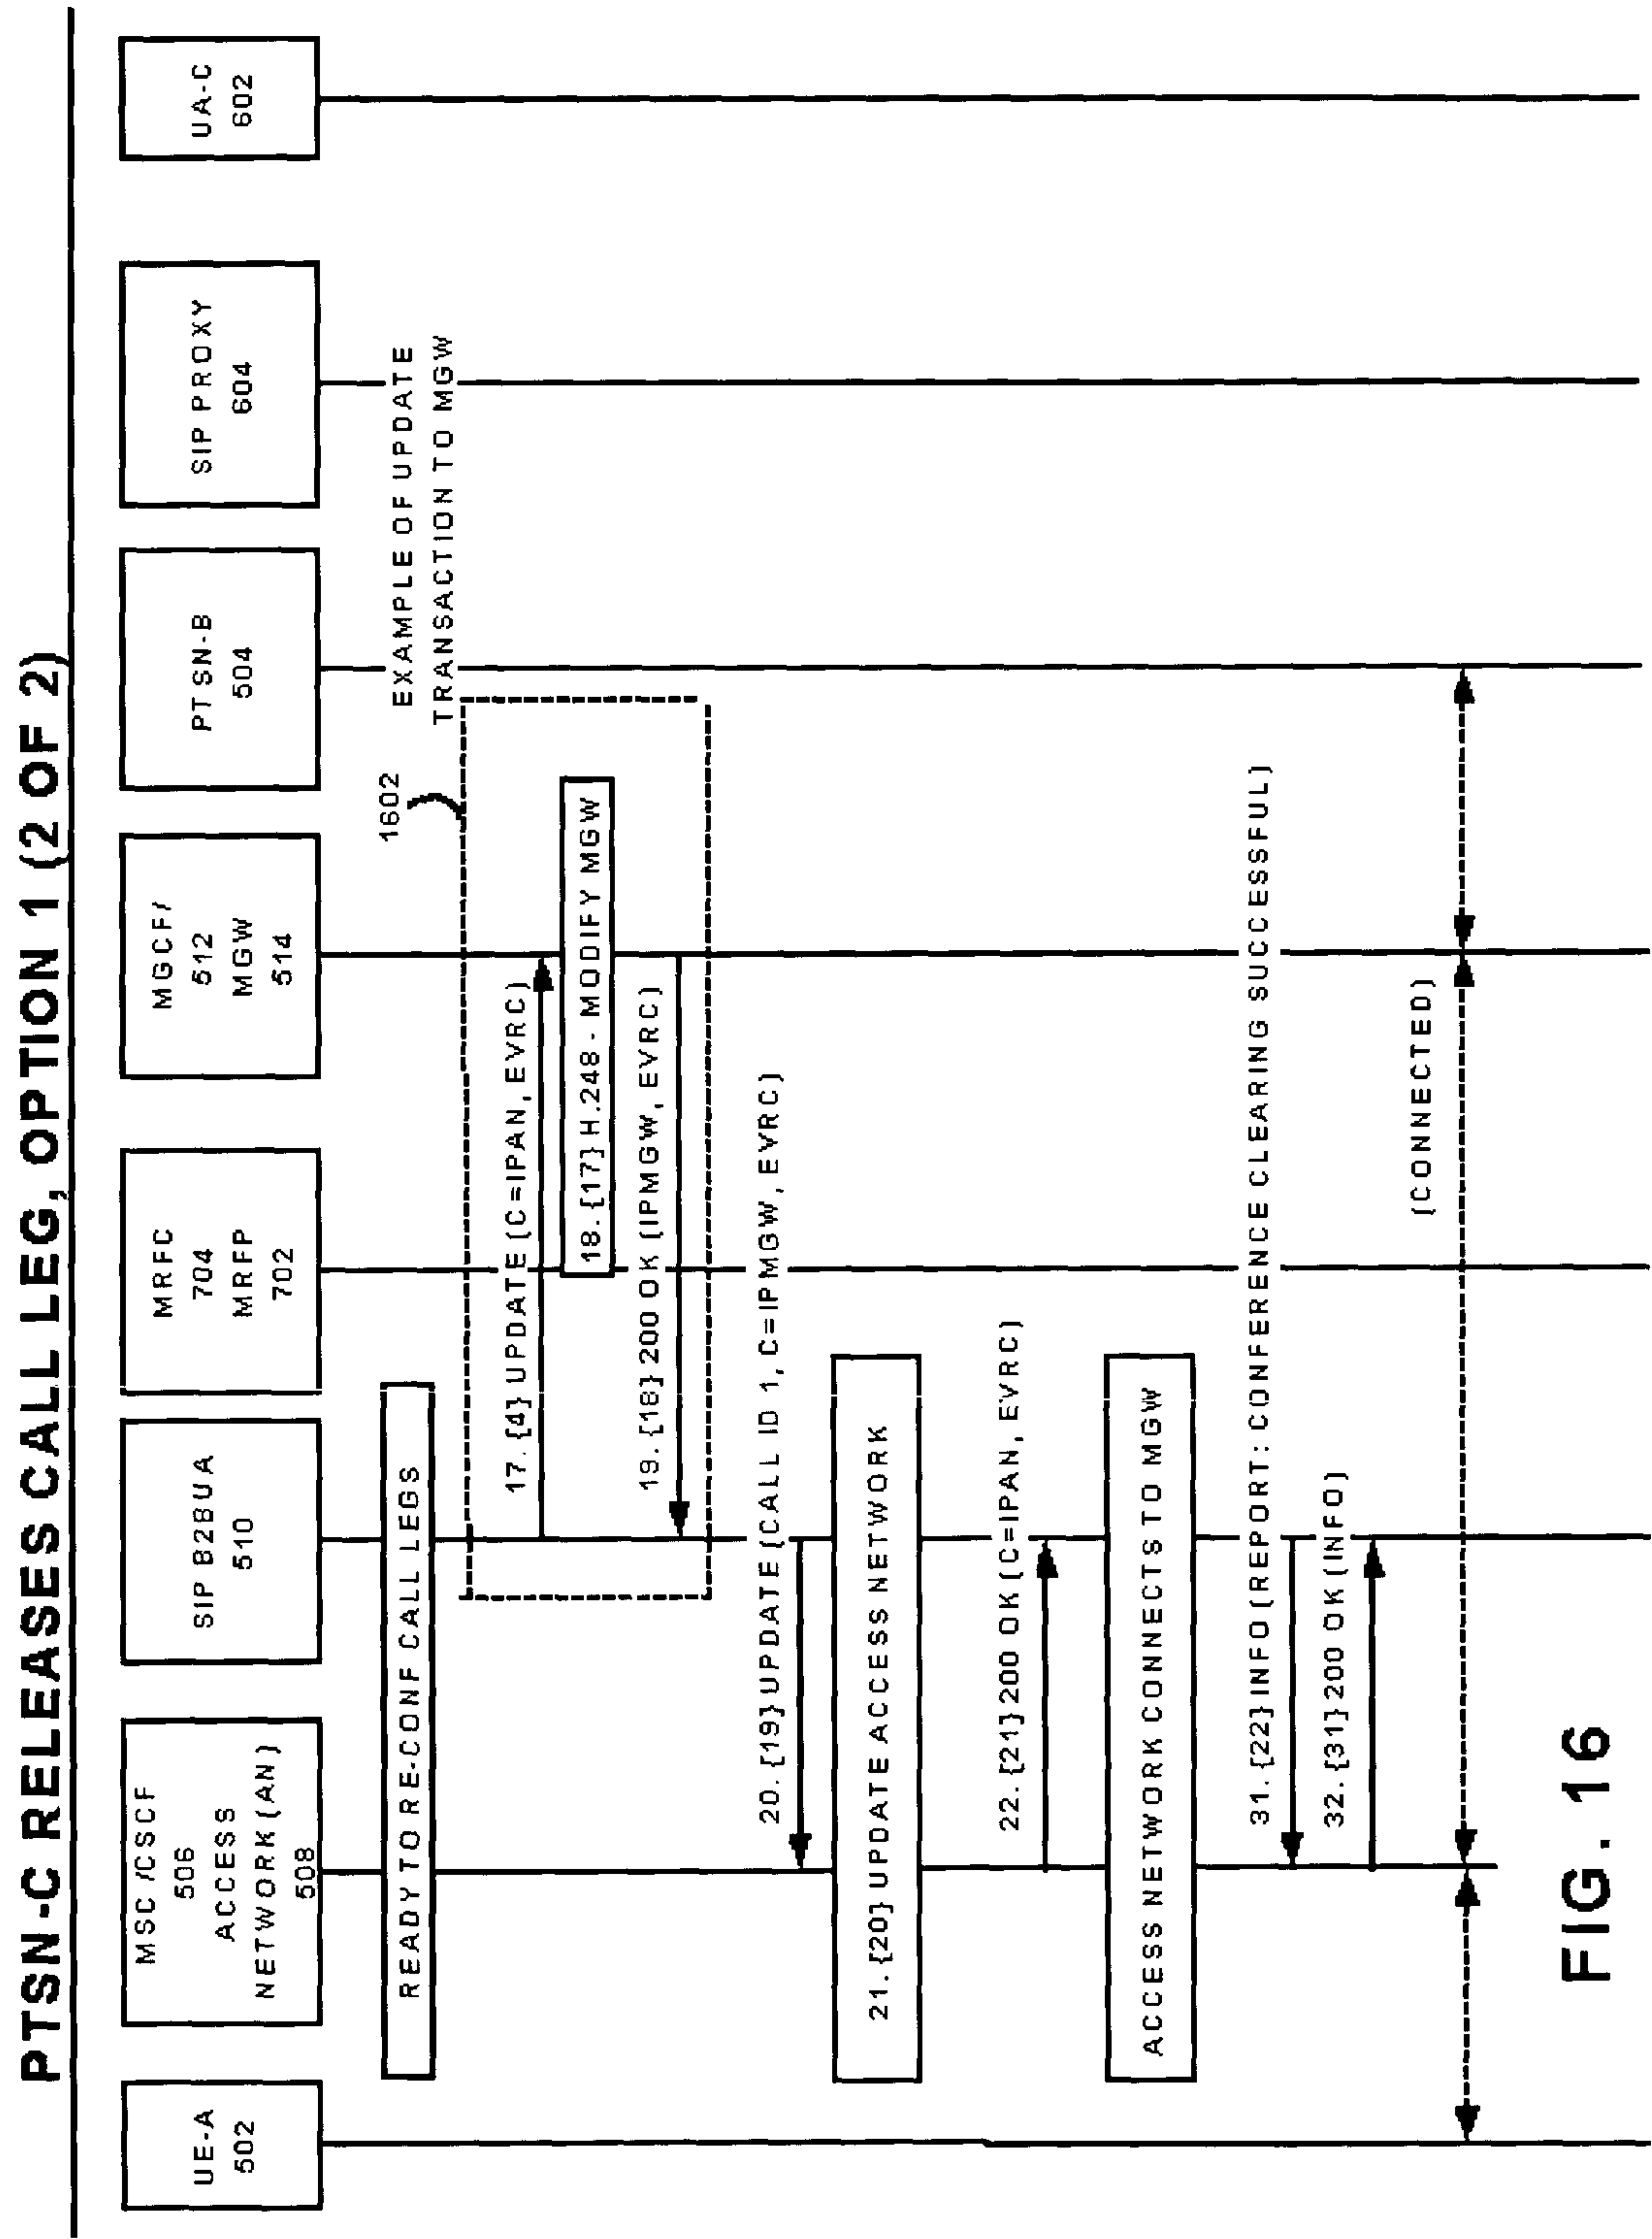 PTSN-C RELEASES CALL LEG, OPTION 1 (2 OF 2)
UE-A
502
MSC/CSCF
506
ACCESS
NETWORK (AN)
508
SIP B2BUA
510
MRFC
704
MRFP
702
MGCF/
512
MGW
514
PTSN-B
504
SIP PROXY
604
UA-C
602
READY TO RE-CONF CALL LEGS
1602
EXAMPLE OF UPDATE
TRANSACTION TO MGW
17. {4} UPDATE (C=IPAN, EVRC)
18. {17} H.248 - MODIFY MGW
19. {18} 200 OK (IPMGW, EVRC)
20. {19} UPDATE (CALL ID 1, C=IPMGW, EVRC)
21. {20} UPDATE ACCESS NETWORK
22. {21} 200 OK (C=IPAN, EVRC)
ACCESS NETWORK CONNECTS TO MGW
31. {22} INFO (REPORT: CONFERENCE CLEARING SUCCESSFUL)
32. {31} 200 OK (INFO)
(CONNECTED)
FIG. 16